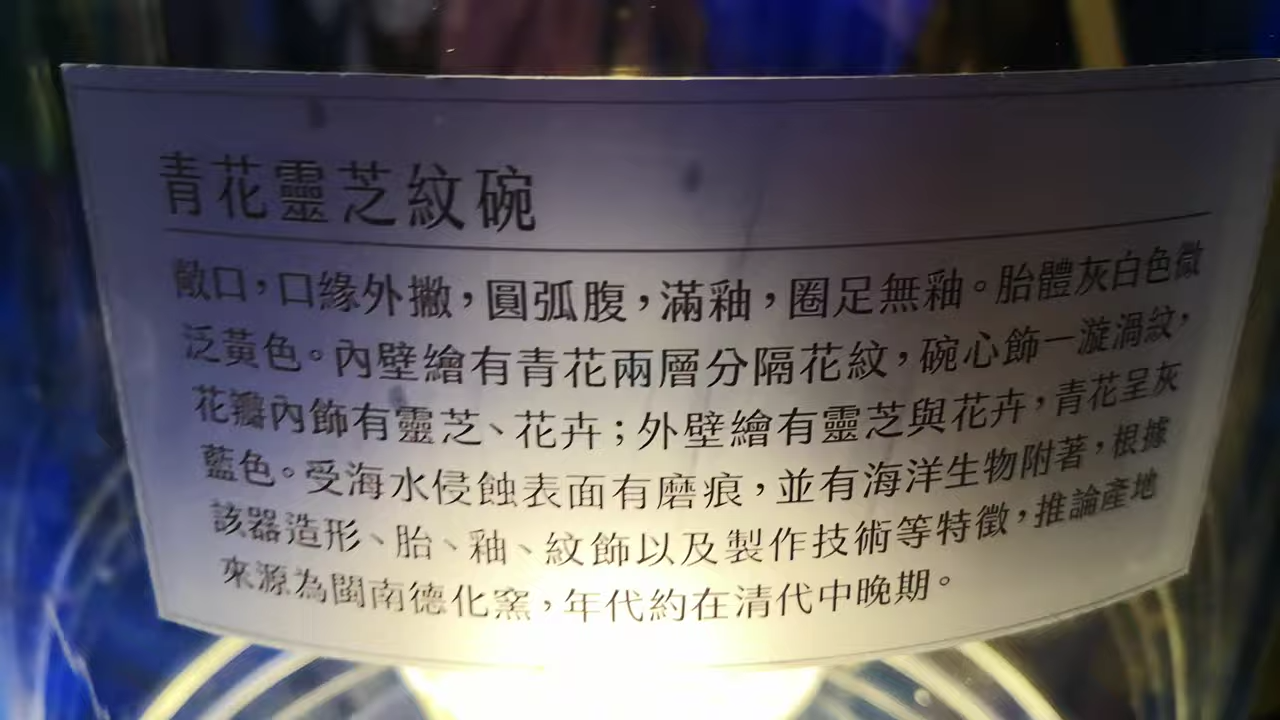 青花靈芝紋碗
敞口，口緣外撇，圓弧腹，滿釉，圈足無釉。胎體灰白色微
泛黃色。內壁繪有青花兩層分隔花紋，碗心飾一漩渦紋，
花瓣內飾有靈芝、花卉；外壁繪有靈芝與花卉，青花呈灰
藍色。受海水侵蝕表面有磨痕，並有海洋生物附著，根據
該器造形、胎、釉、紋飾以及製作技術等特徵，推論產地
來源為閩南德化窯，年代約在清代中晚期。